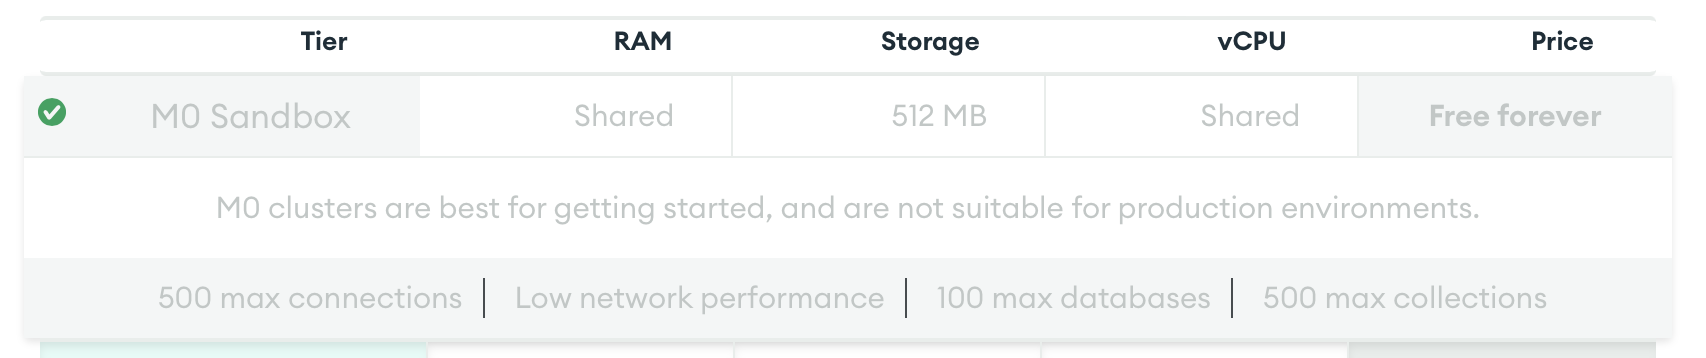 Tier RAM Storage vCPU Price
M0 Sandbox Shared 512 MB Shared Free forever
M0 clusters are best for getting started, and are not suitable for production environments.
500 max connections Low network performance 100 max databases 500 max collections